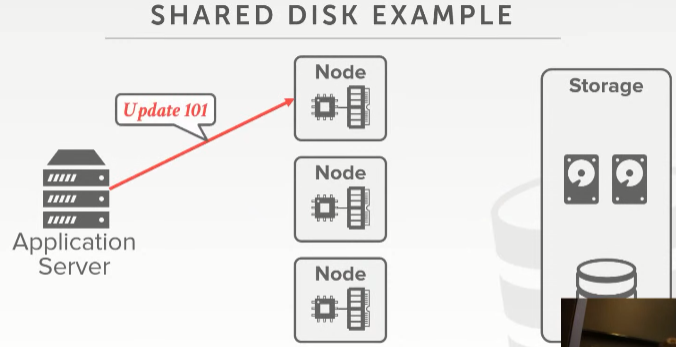 SHARED DISK EXAMPLE
Node
Storage
Update 101
Node
Application
Server
Node